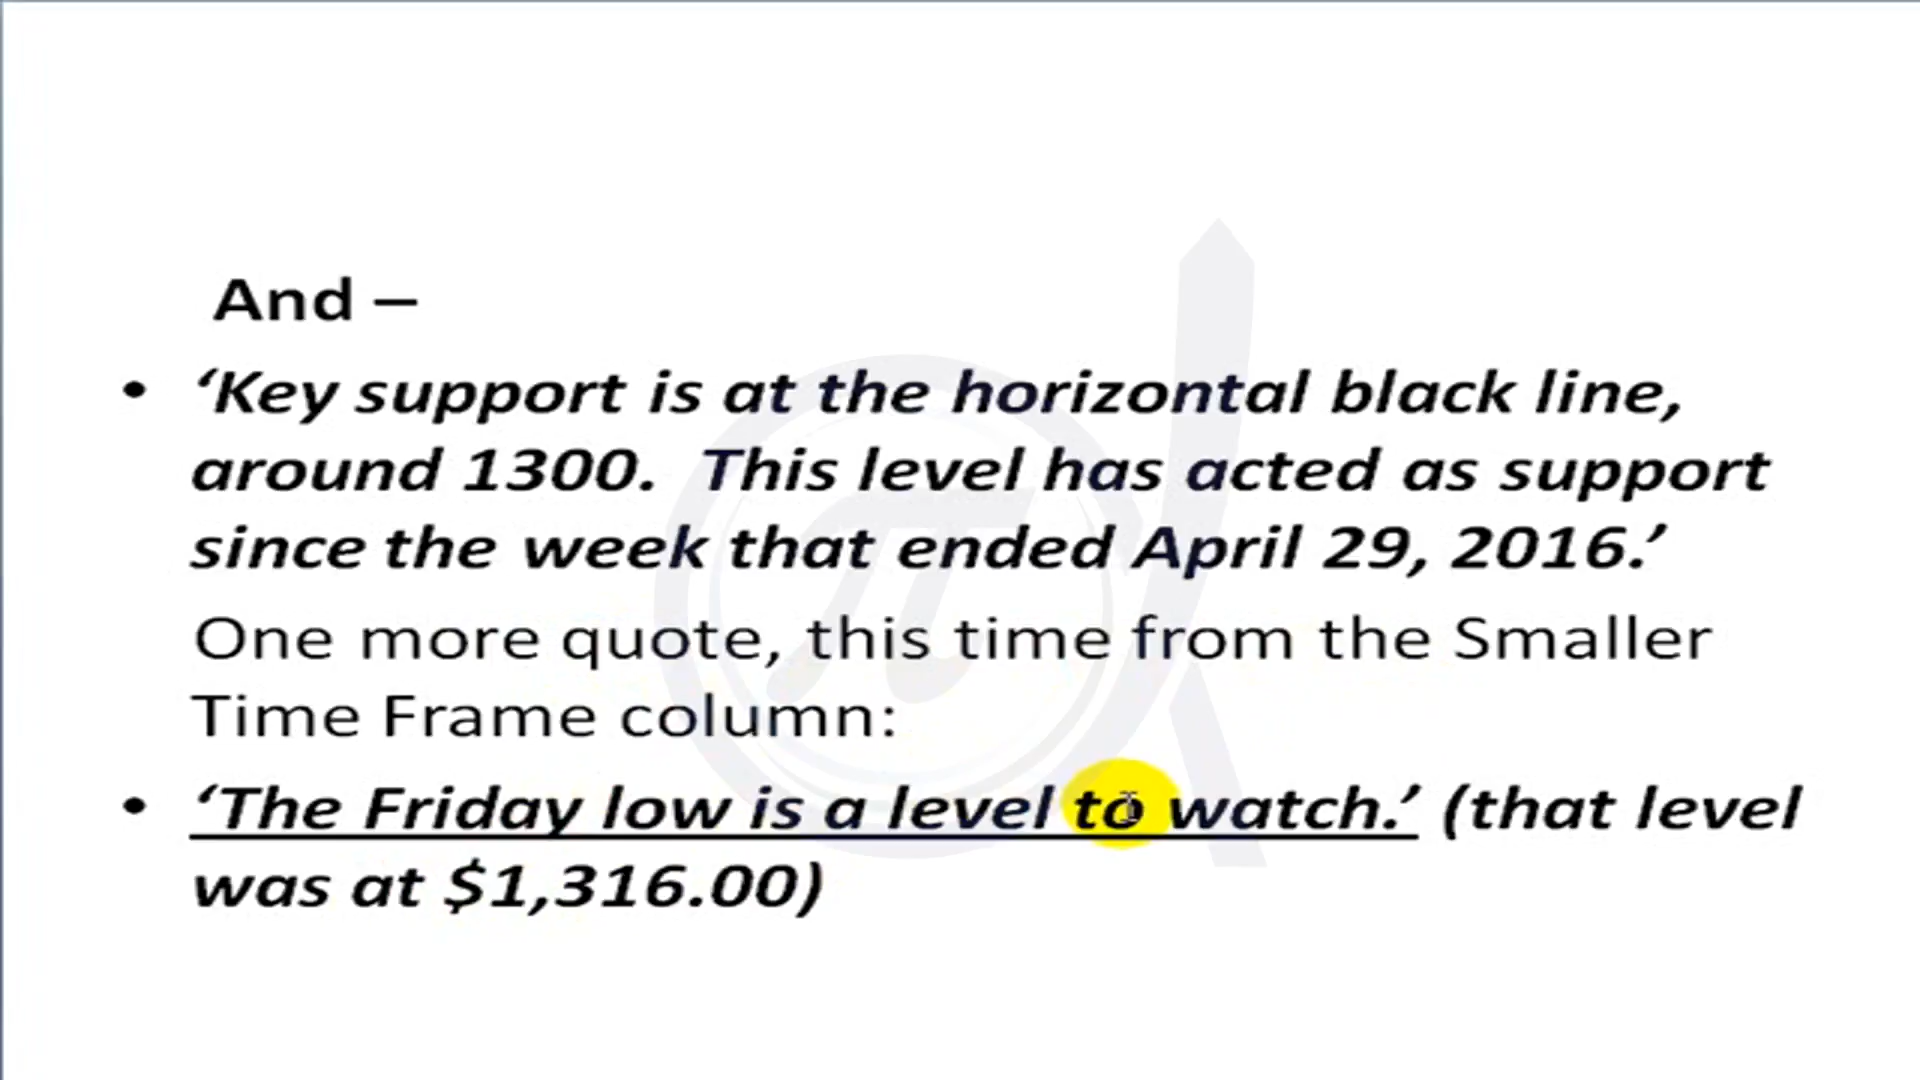 And –
• ‘Key support is at the horizontal black line,
around 1300.  This level has acted as support
since the week that ended April 29, 2016.’
One more quote, this time from the Smaller
Time Frame column:
• ‘The Friday low is a level to watch.’ (that level
was at $1,316.00)